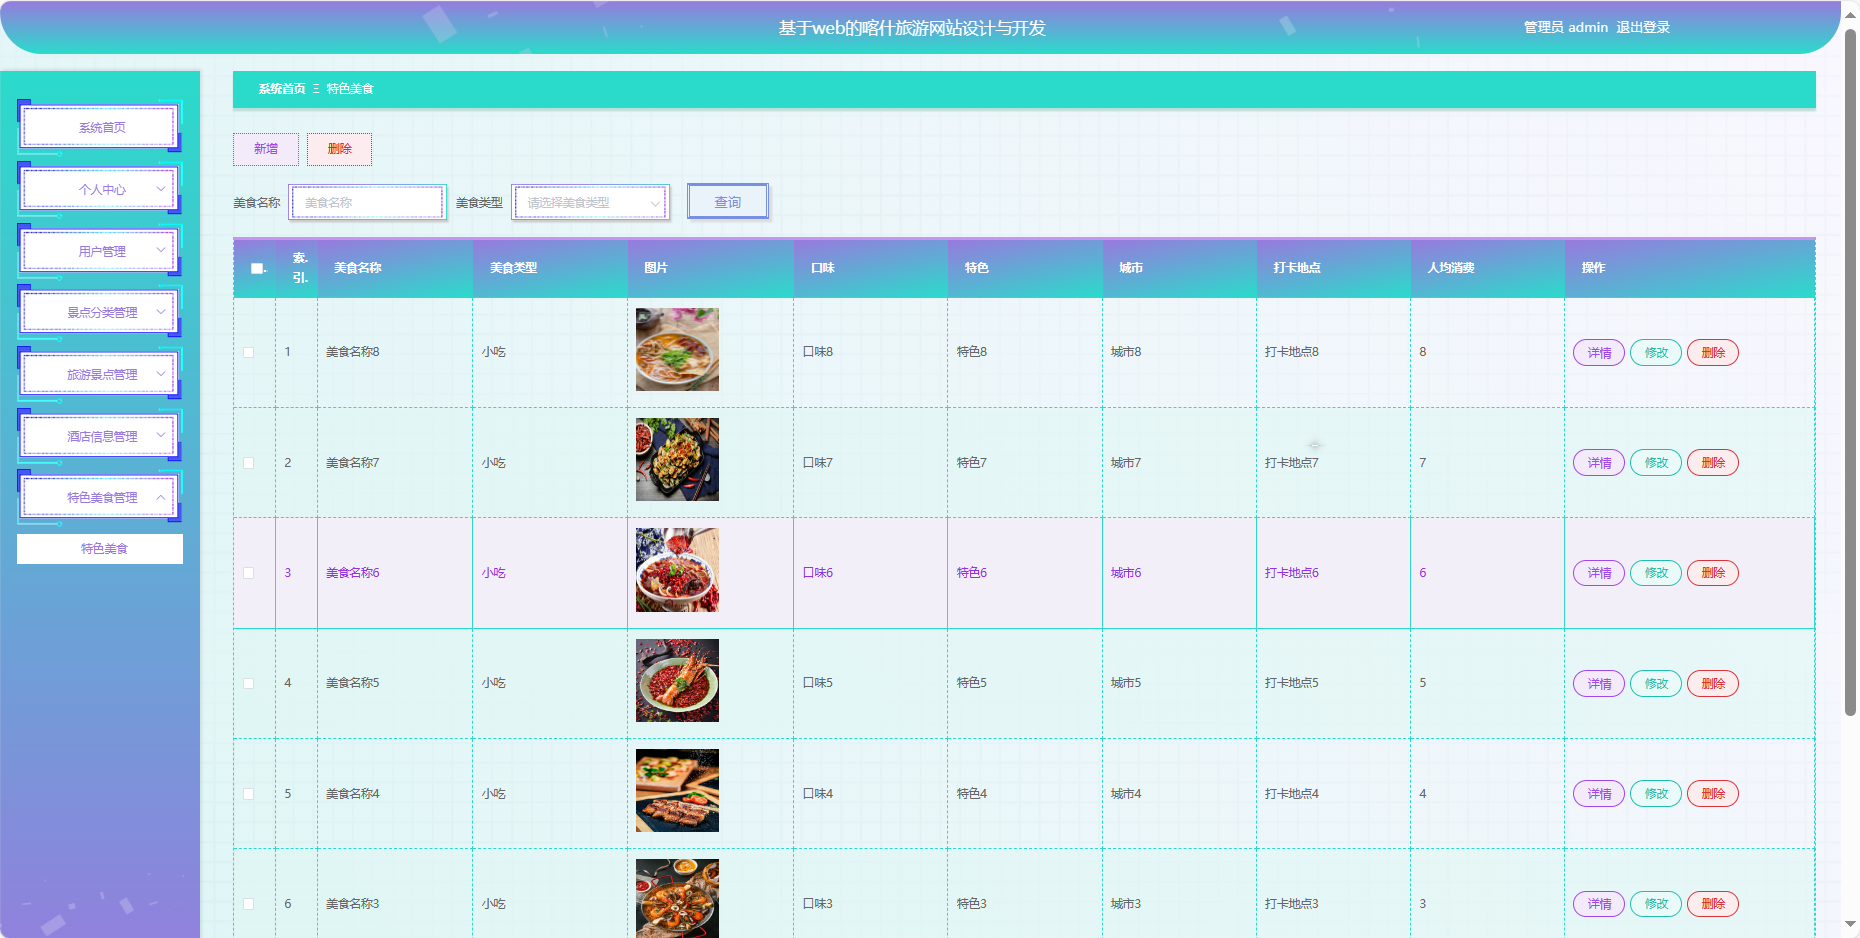 基于web的喀什旅游网站设计与开发
管理员 admin 退出登录
系统首页
个人中心
用户管理
景点分类管理
旅游景点管理
酒店信息管理
特色美食管理
特色美食
系统首页 Ξ 特色美食
新增 删除
美食名称 美食名称 美食类型 请选择美食类型 查询
索引. 美食名称 美食类型 图片 口味 特色 城市 打卡地点 人均消费 操作
1 美食名称8 小吃 口味8 特色8 城市8 打卡地点8 8 详情 修改 删除
2 美食名称7 小吃 口味7 特色7 城市7 打卡地点7 7 详情 修改 删除
3 美食名称6 小吃 口味6 特色6 城市6 打卡地点6 6 详情 修改 删除
4 美食名称5 小吃 口味5 特色5 城市5 打卡地点5 5 详情 修改 删除
5 美食名称4 小吃 口味4 特色4 城市4 打卡地点4 4 详情 修改 删除
6 美食名称3 小吃 口味3 特色3 城市3 打卡地点3 3 详情 修改 删除